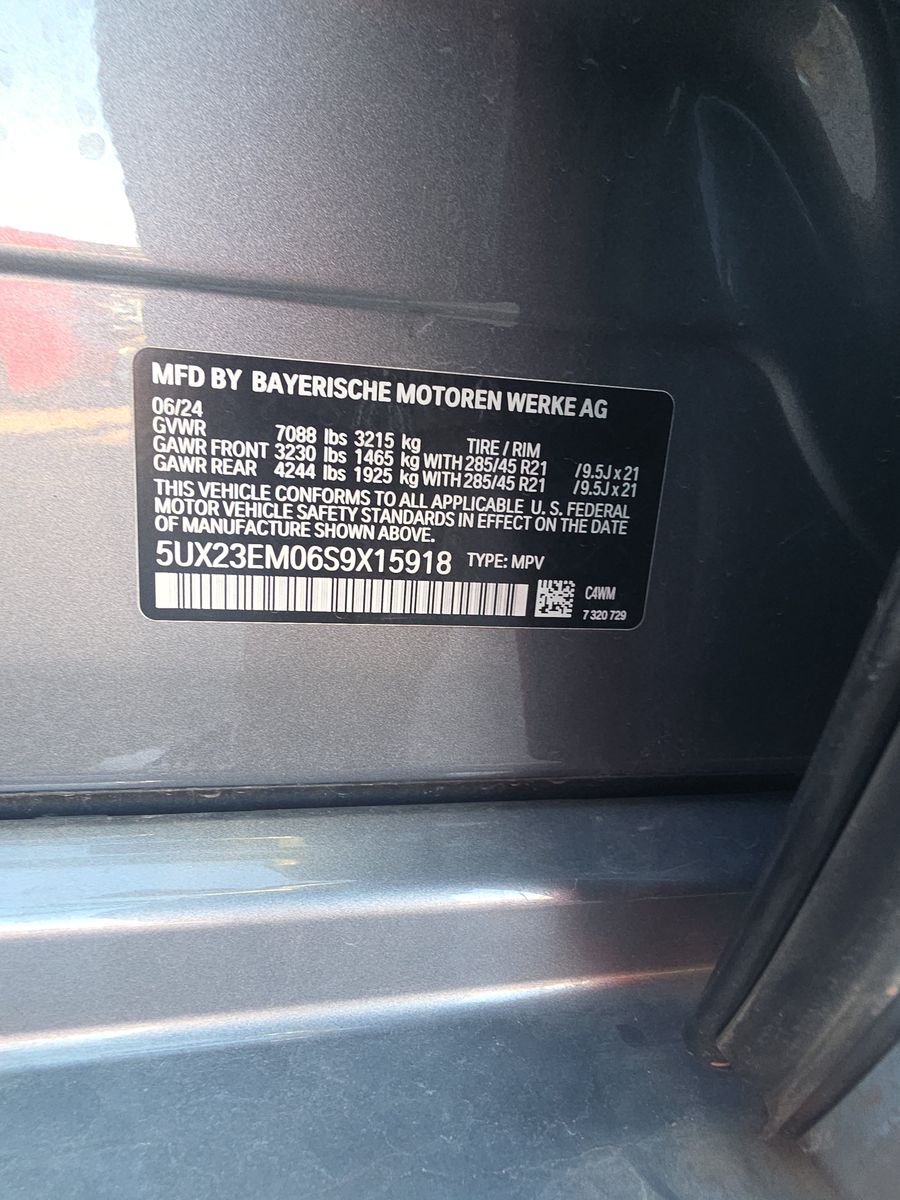 MFD BY BAYERISCHE MOTOREN WERKE AG
06/24
GVWR 7088 lbs 3215 kg TIRE / RIM
GAWR FRONT 3230 lbs 1465 kg WITH 285/45 R21 /9.5J x 21
GAWR REAR 4244 lbs 1925 kg WITH 285/45 R21 /9.5J x 21
THIS VEHICLE CONFORMS TO ALL APPLICABLE U. S. FEDERAL
MOTOR VEHICLE SAFETY STANDARDS IN EFFECT ON THE DATE
OF MANUFACTURE SHOWN ABOVE.
5UX23EM06S9X15918 TYPE: MPV
C4WM
7 320 729